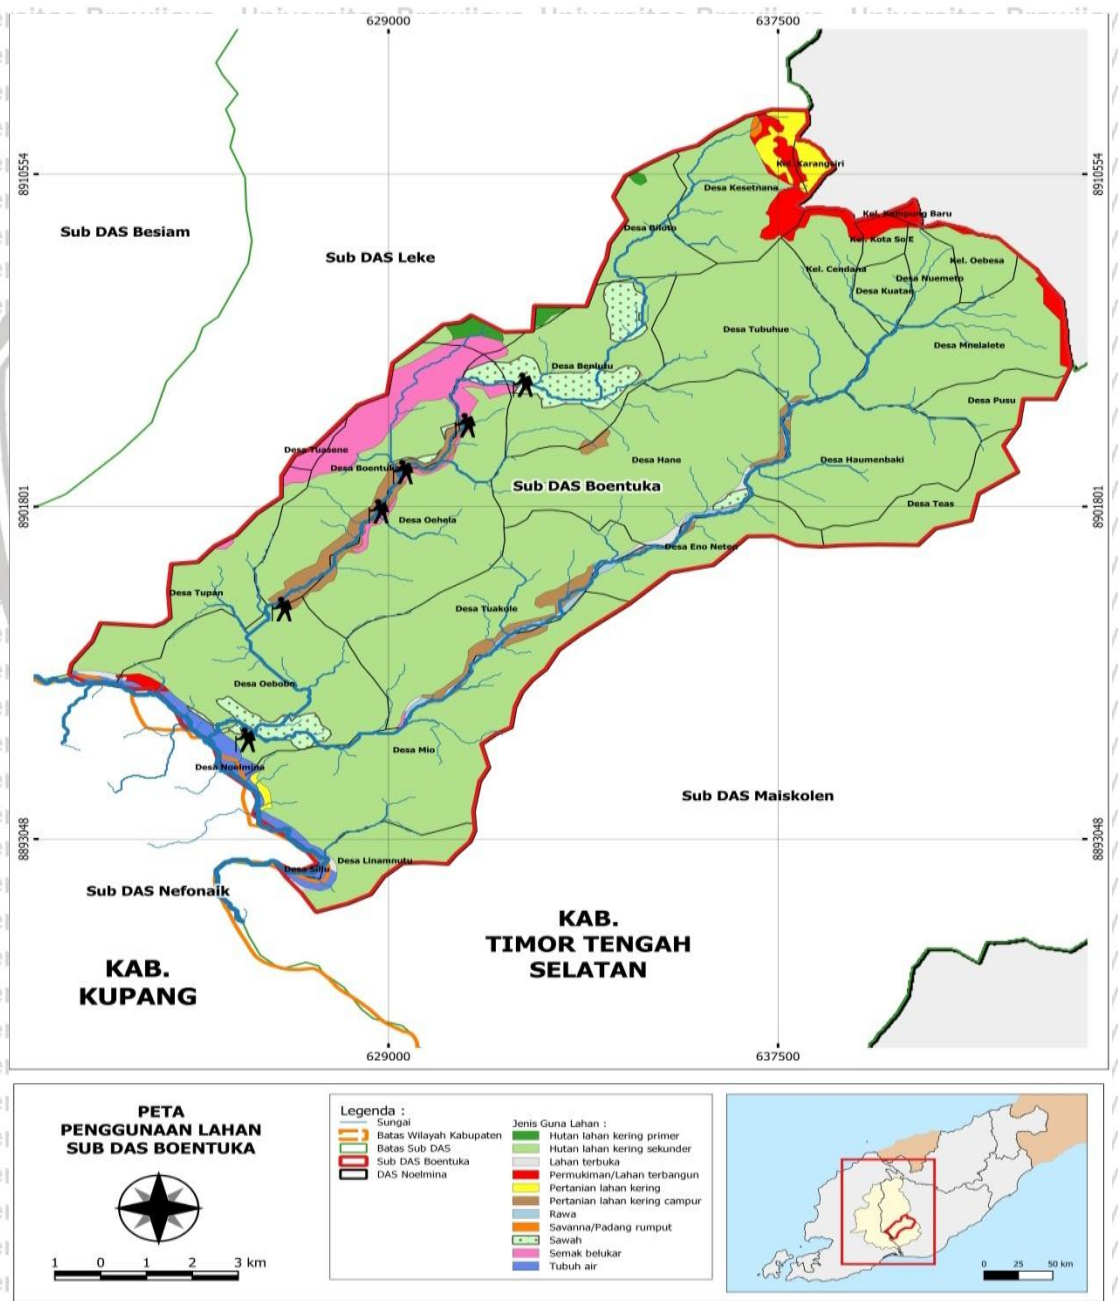 Universitas Brawijaya
629000
637500
8910554
8910554
Kel. Karangsiri
Desa Kesetnana
Kel. Kampung Baru
Desa Biloto
Kel. Kota So'E
Sub DAS Besiam
Sub DAS Leke
Kel. Oebesa
Kel. Cendana
Desa Nuemeto
Desa Kuatae
Desa Tubuhue
Desa Mnelalete
Desa Benlutu
Desa Pusu
Desa Tuasene
Desa Boentuka
Desa Hane
Desa Haumenbaki
Sub DAS Boentuka
8901801
8901801
Desa Teas
Desa Oehela
Desa Eno Neten
Desa Tupan
Desa Tuakole
Desa Oebobo
Desa Mio
Desa Noelmina
Sub DAS Maiskolen
8893048
8893048
Desa Linamnutu
Desa Siliu
Sub DAS Nefonaik
KAB.
TIMOR TENGAH
SELATAN
KAB.
KUPANG
629000
637500
PETA
PENGGUNAAN LAHAN
SUB DAS BOENTUKA
1 0 1 2 3 km
Legenda :
Sungai
Batas Wilayah Kabupaten
Batas Sub DAS
Sub DAS Boentuka
DAS Noelmina
Jenis Guna Lahan :
Hutan lahan kering primer
Hutan lahan kering sekunder
Lahan terbuka
Permukiman/Lahan terbangun
Pertanian lahan kering
Pertanian lahan kering campur
Rawa
Savanna/Padang rumput
Sawah
Semak belukar
Tubuh air
0 25 50 km